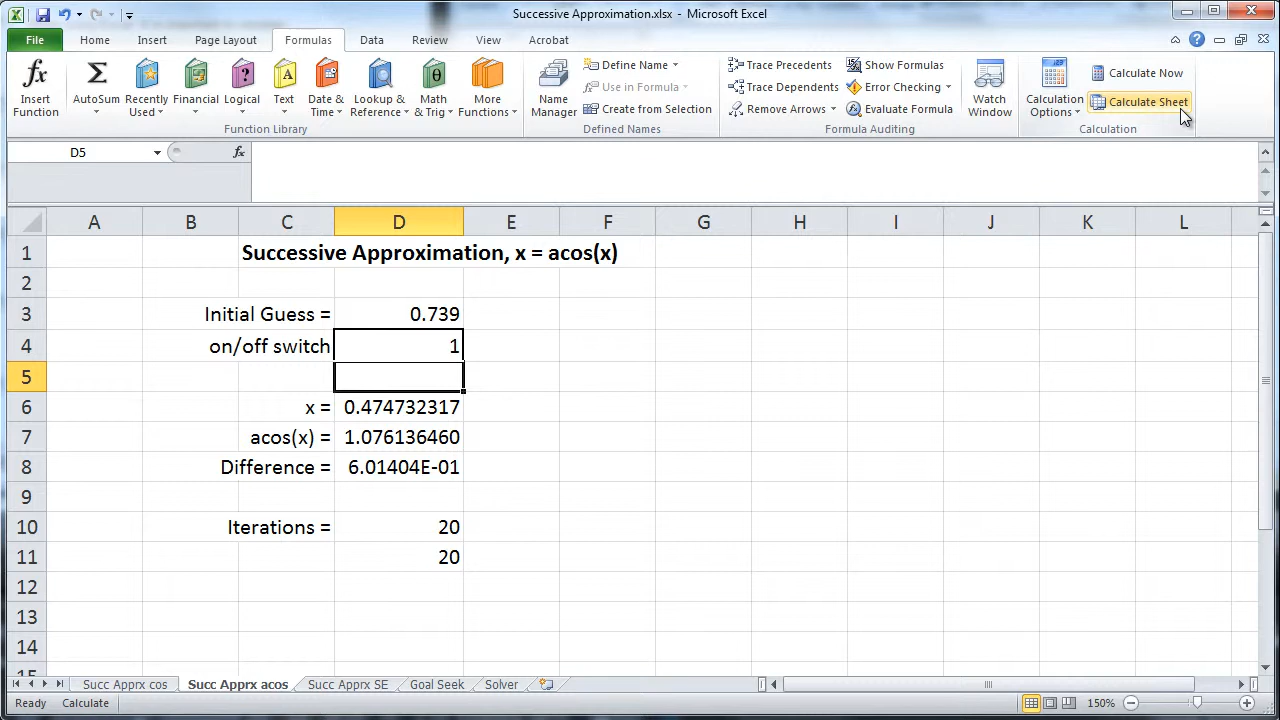 Successive Approximation.xlsx - Microsoft Excel
File Home Insert Page Layout Formulas Data Review View Acrobat
fx Σ $ ? A θ
Insert Function
AutoSum
Recently Used
Financial
Logical
Text
Date & Time
Lookup & Reference
Math & Trig
More Functions
Function Library
Name Manager
Define Name
Use in Formula
Create from Selection
Defined Names
Trace Precedents
Trace Dependents
Remove Arrows
Show Formulas
Error Checking
Evaluate Formula
Formula Auditing
Watch Window
Calculation Options
Calculate Now
Calculate Sheet
Calculation
D5 fx
A B C D E F G H I J K L
1 Successive Approximation, x = acos(x)
2
3 Initial Guess = 0.739
4 on/off switch 1
5
6 x = 0.474732317
7 acos(x) = 1.076136460
8 Difference = 6.01404E-01
9
10 Iterations = 20
11 20
12
13
14
15
Succ Apprx cos Succ Apprx acos Succ Apprx SE Goal Seek Solver
Ready Calculate 150%